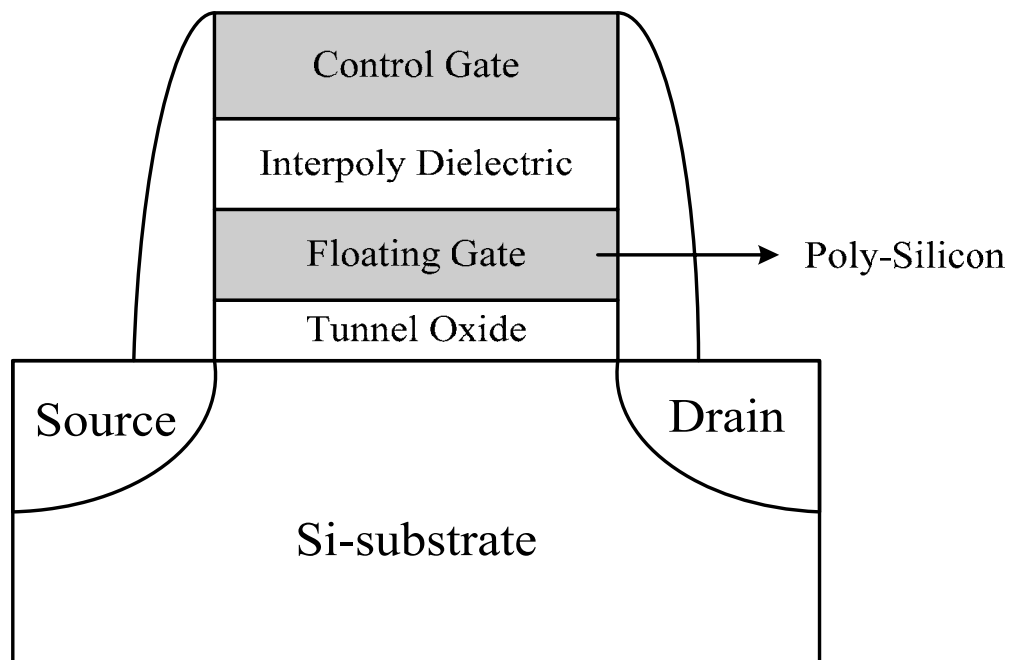 Control Gate
Interpoly Dielectric
Floating Gate
Poly-Silicon
Tunnel Oxide
Source
Drain
Si-substrate